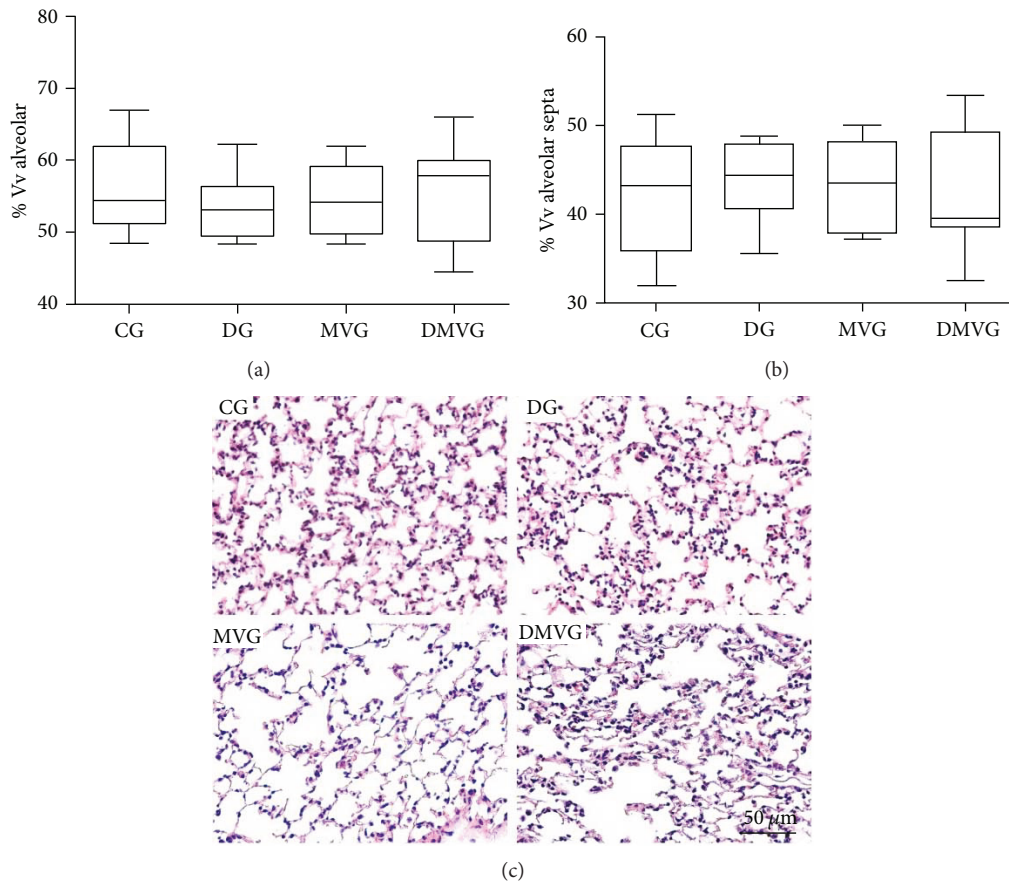 80
70
60
50
40
% Vv alveolar
CG DG MVG DMVG
(a)
60
50
40
30
% Vv alveolar septa
CG DG MVG DMVG
(b)
CG
DG
MVG
DMVG
50 μm
(c)